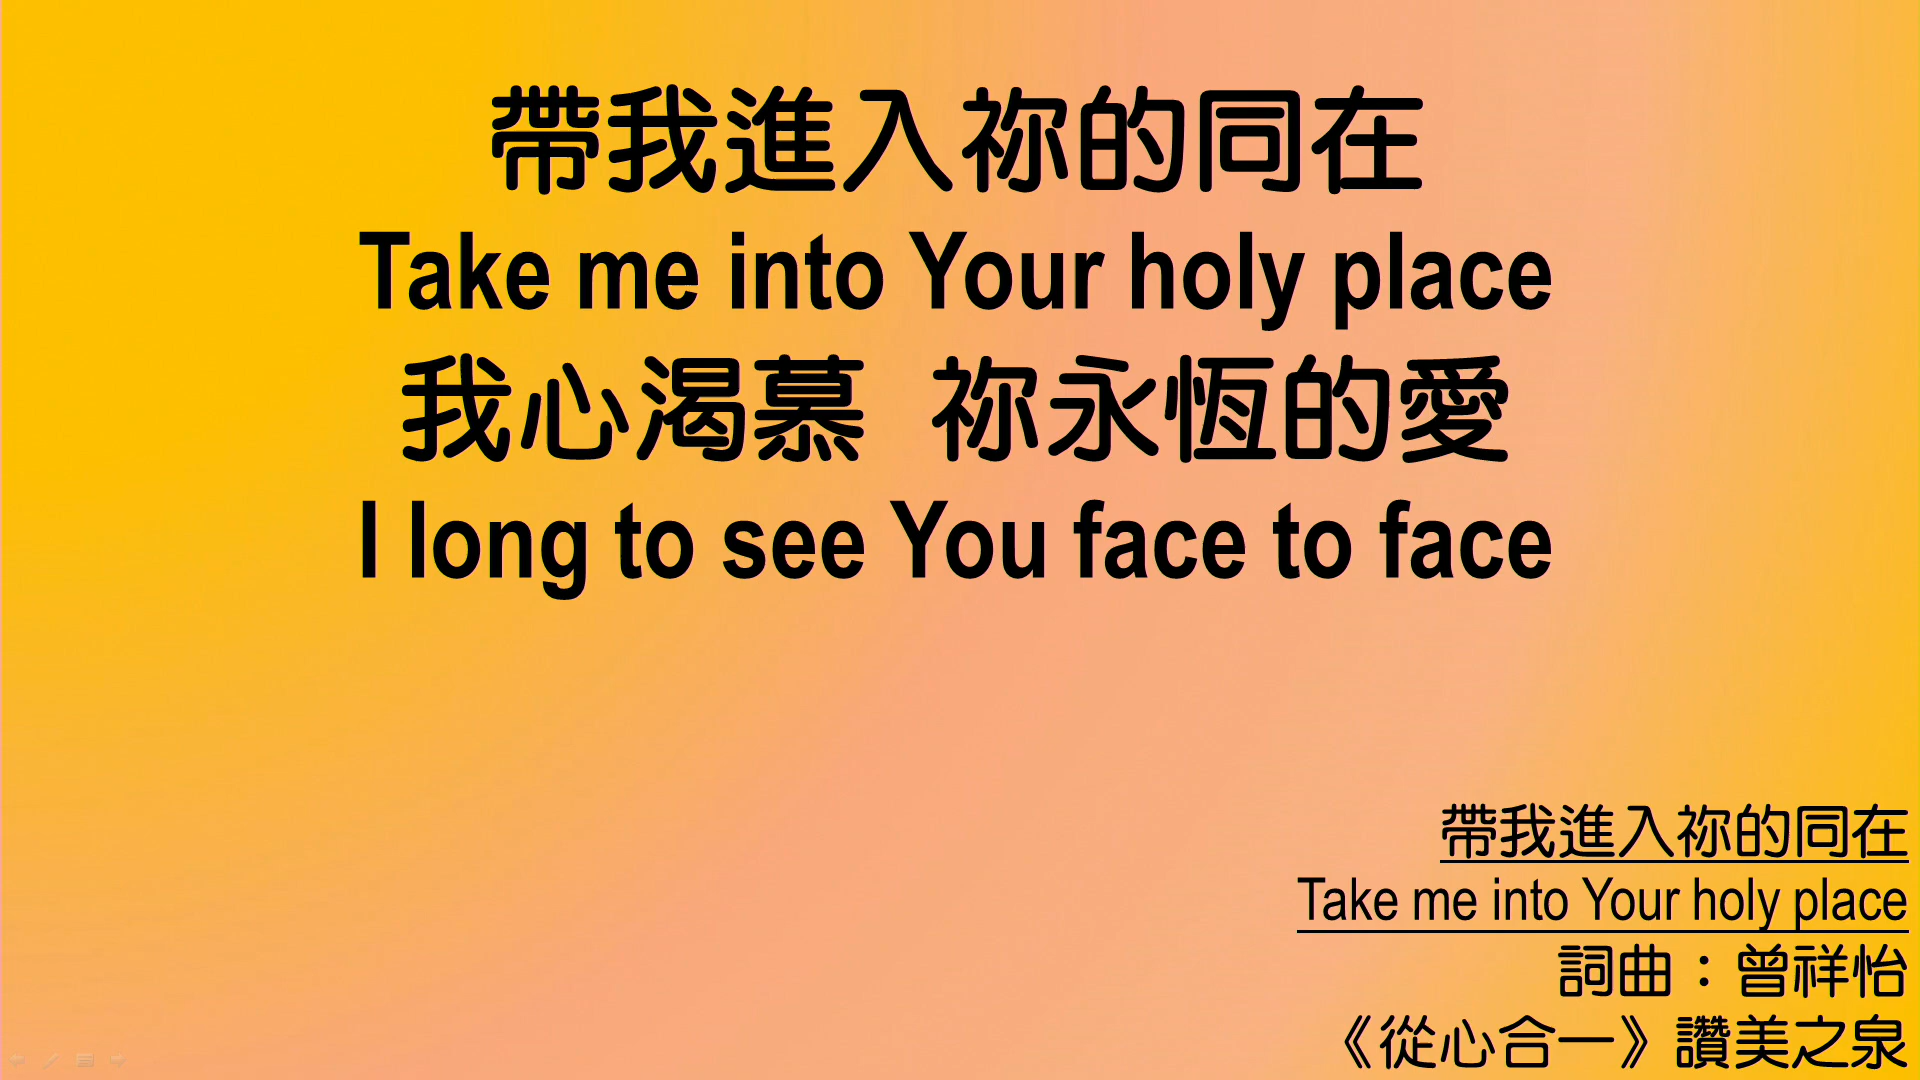 帶我進入祢的同在
Take me into Your holy place
我心渴慕 祢永恆的愛
I long to see You face to face
帶我進入祢的同在
Take me into Your holy place
詞曲：曾祥怡
《從心合一》讚美之泉